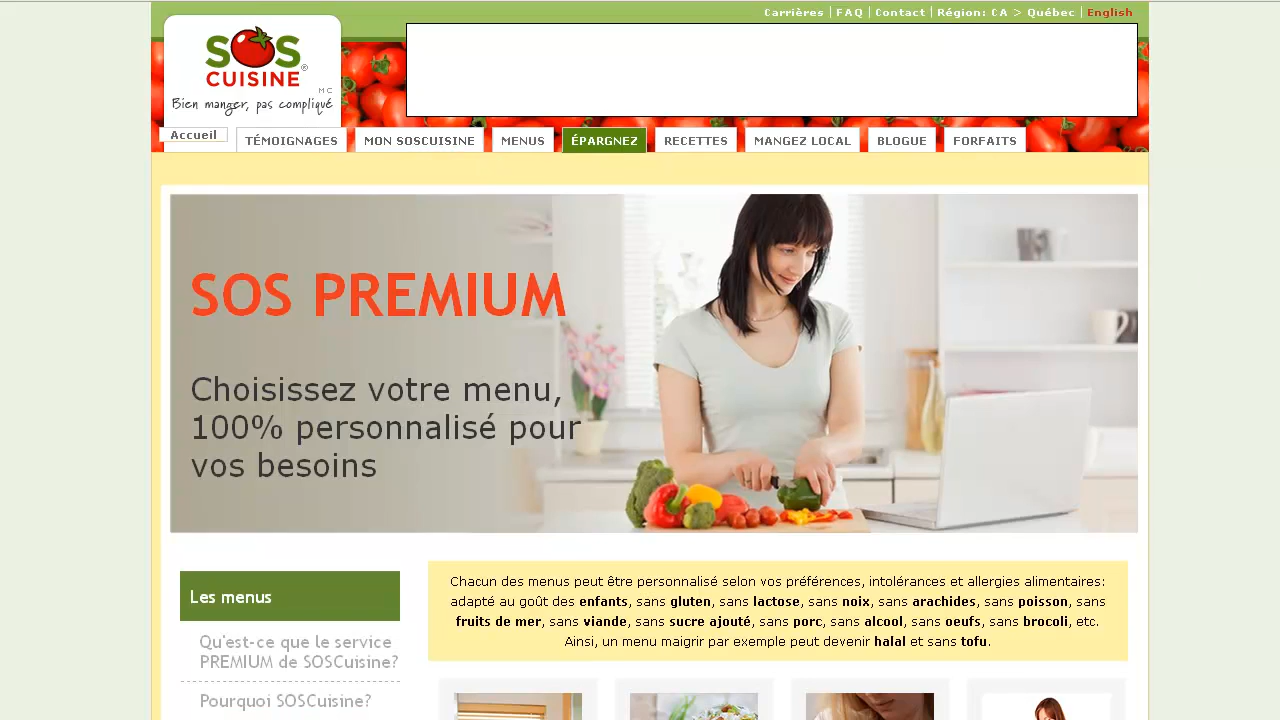 Carrières | FAQ | Contact | Région: CA > Québec | English
SOS
CUISINE®
MC
Bien manger, pas compliqué
Accueil
TÉMOIGNAGES
MON SOSCUISINE
MENUS
ÉPARGNEZ
RECETTES
MANGEZ LOCAL
BLOGUE
FORFAITS
SOS PREMIUM
Choisissez votre menu,
100% personnalisé pour
vos besoins
Les menus
Qu'est-ce que le service
PREMIUM de SOSCuisine?
Pourquoi SOSCuisine?
Chacun des menus peut être personnalisé selon vos préférences, intolérances et allergies alimentaires:
adapté au goût des enfants, sans gluten, sans lactose, sans noix, sans arachides, sans poisson, sans
fruits de mer, sans viande, sans sucre ajouté, sans porc, sans alcool, sans oeufs, sans brocoli, etc.
Ainsi, un menu maigrir par exemple peut devenir halal et sans tofu.